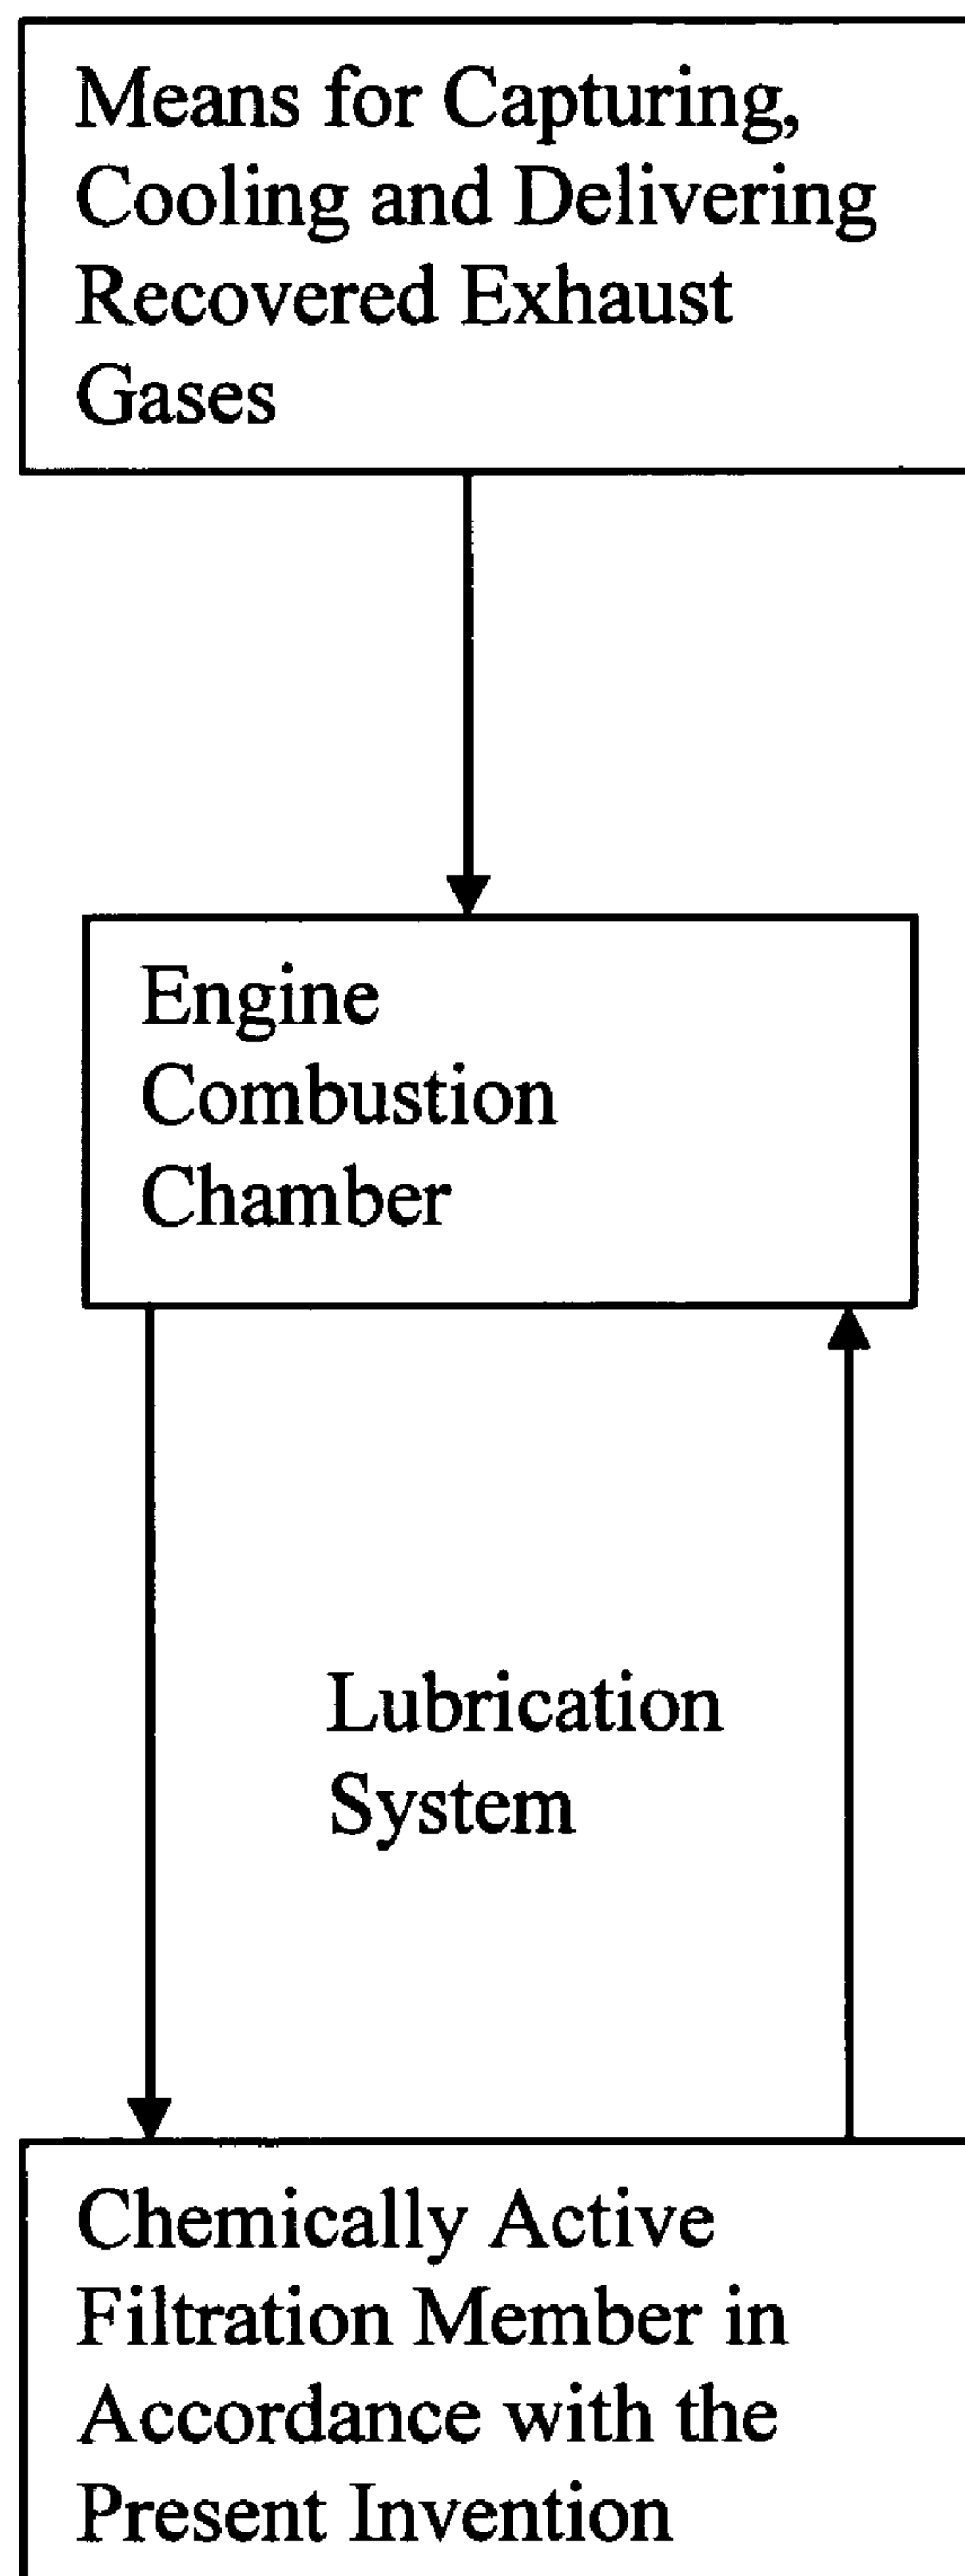 Means for Capturing,
Cooling and Delivering
Recovered Exhaust
Gases
Engine
Combustion
Chamber
Lubrication
System
Chemically Active
Filtration Member in
Accordance with the
Present Invention